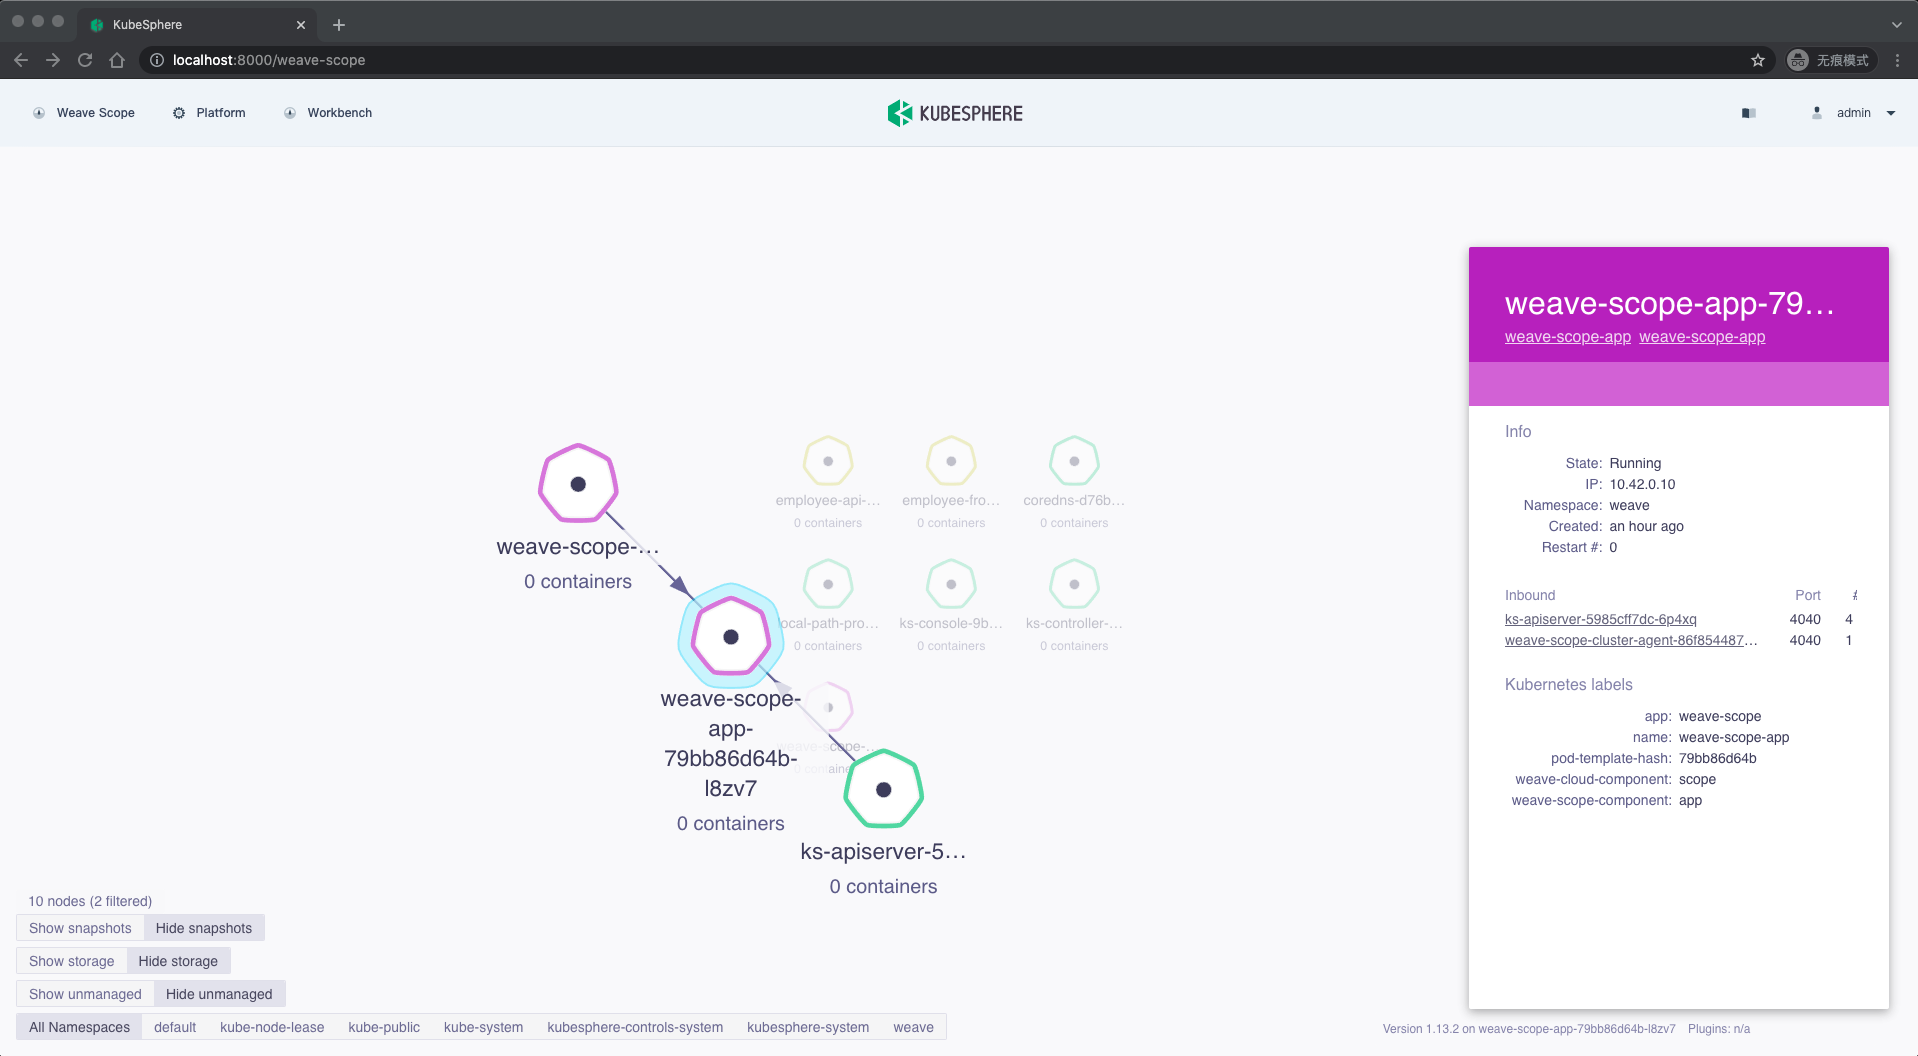 KubeSphere
localhost:8000/weave-scope
无痕模式
Weave Scope
Platform
Workbench
KUBESPHERE
admin
weave-scope-app-79…
weave-scope-app weave-scope-app
Info
State: Running
IP: 10.42.0.10
Namespace: weave
Created: an hour ago
Restart #: 0
Inbound Port #
ks-apiserver-5985cff7dc-6p4xq 4040 4
weave-scope-cluster-agent-86f854487… 4040 1
Kubernetes labels
app: weave-scope
name: weave-scope-app
pod-template-hash: 79bb86d64b
weave-cloud-component: scope
weave-scope-component: app
employee-api-…
0 containers
employee-fro…
0 containers
coredns-d76b…
0 containers
weave-scope-…
0 containers
local-path-pro…
0 containers
ks-console-9b…
0 containers
ks-controller-…
0 containers
weave-scope-
app-
79bb86d64b-
l8zv7
0 containers
weave-scope-…
0 containers
ks-apiserver-5…
0 containers
10 nodes (2 filtered)
Show snapshots Hide snapshots
Show storage Hide storage
Show unmanaged Hide unmanaged
All Namespaces default kube-node-lease kube-public kube-system kubesphere-controls-system kubesphere-system weave
Version 1.13.2 on weave-scope-app-79bb86d64b-l8zv7 Plugins: n/a